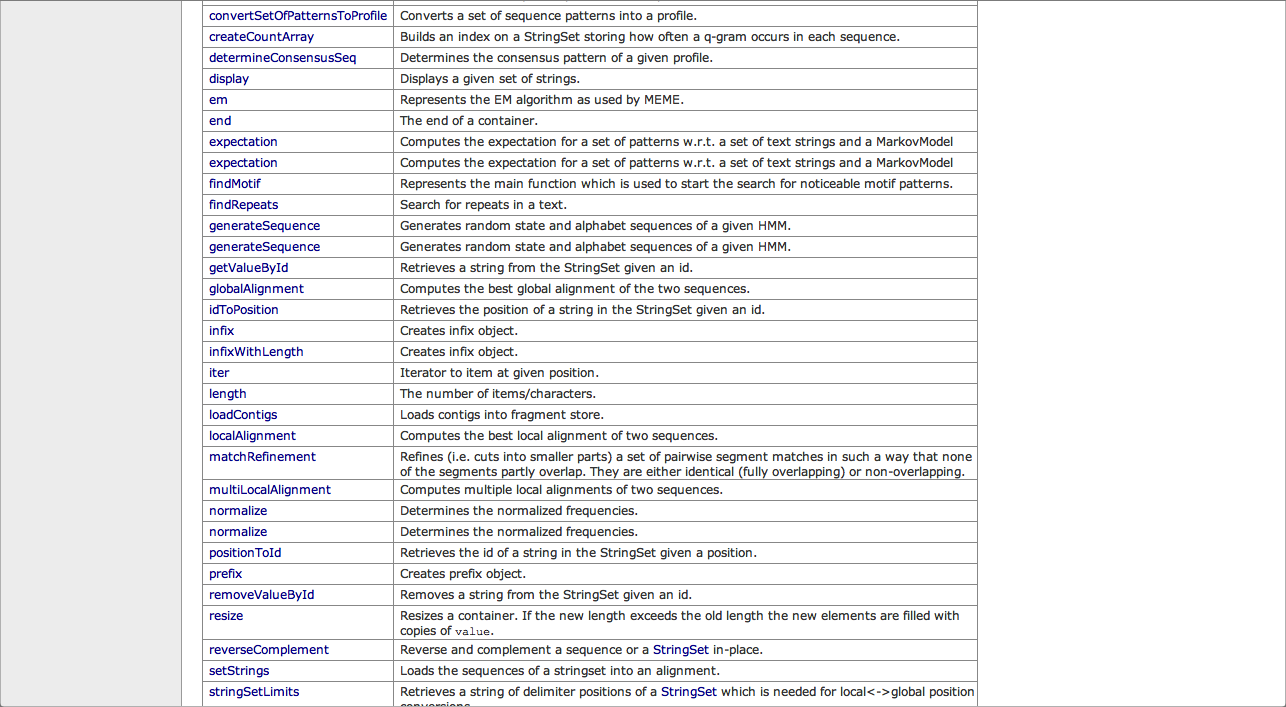 convertSetOfPatternsToProfile Converts a set of sequence patterns into a profile.
createCountArray Builds an index on a StringSet storing how often a q-gram occurs in each sequence.
determineConsensusSeq Determines the consensus pattern of a given profile.
display Displays a given set of strings.
em Represents the EM algorithm as used by MEME.
end The end of a container.
expectation Computes the expectation for a set of patterns w.r.t. a set of text strings and a MarkovModel
expectation Computes the expectation for a set of patterns w.r.t. a set of text strings and a MarkovModel
findMotif Represents the main function which is used to start the search for noticeable motif patterns.
findRepeats Search for repeats in a text.
generateSequence Generates random state and alphabet sequences of a given HMM.
generateSequence Generates random state and alphabet sequences of a given HMM.
getValueById Retrieves a string from the StringSet given an id.
globalAlignment Computes the best global alignment of the two sequences.
idToPosition Retrieves the position of a string in the StringSet given an id.
infix Creates infix object.
infixWithLength Creates infix object.
iter Iterator to item at given position.
length The number of items/characters.
loadContigs Loads contigs into fragment store.
localAlignment Computes the best local alignment of two sequences.
matchRefinement Refines (i.e. cuts into smaller parts) a set of pairwise segment matches in such a way that none
of the segments partly overlap. They are either identical (fully overlapping) or non-overlapping.
multiLocalAlignment Computes multiple local alignments of two sequences.
normalize Determines the normalized frequencies.
normalize Determines the normalized frequencies.
positionToId Retrieves the id of a string in the StringSet given a position.
prefix Creates prefix object.
removeValueById Removes a string from the StringSet given an id.
resize Resizes a container. If the new length exceeds the old length the new elements are filled with
copies of value.
reverseComplement Reverse and complement a sequence or a StringSet in-place.
setStrings Loads the sequences of a stringset into an alignment.
stringSetLimits Retrieves a string of delimiter positions of a StringSet which is needed for local<->global position